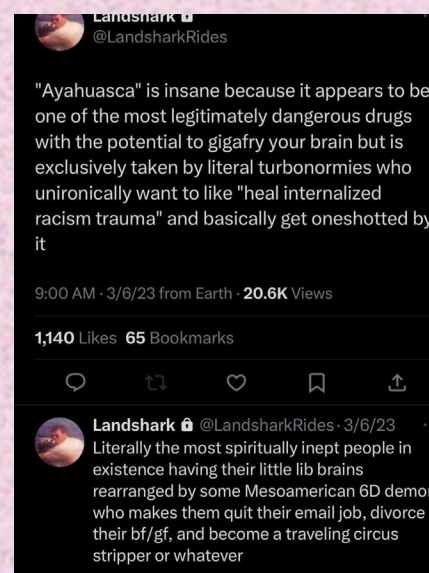 Landshark
@LandsharkRides
"Ayahuasca" is insane because it appears to be
one of the most legitimately dangerous drugs
with the potential to gigafry your brain but is
exclusively taken by literal turbonormies who
unironically want to like "heal internalized
racism trauma" and basically get oneshotted by
it
9:00 AM · 3/6/23 from Earth · 20.6K Views
1,140 Likes 65 Bookmarks
Landshark @LandsharkRides · 3/6/23
Literally the most spiritually inept people in
existence having their little lib brains
rearranged by some Mesoamerican 6D demon
who makes them quit their email job, divorce
their bf/gf, and become a traveling circus
stripper or whatever